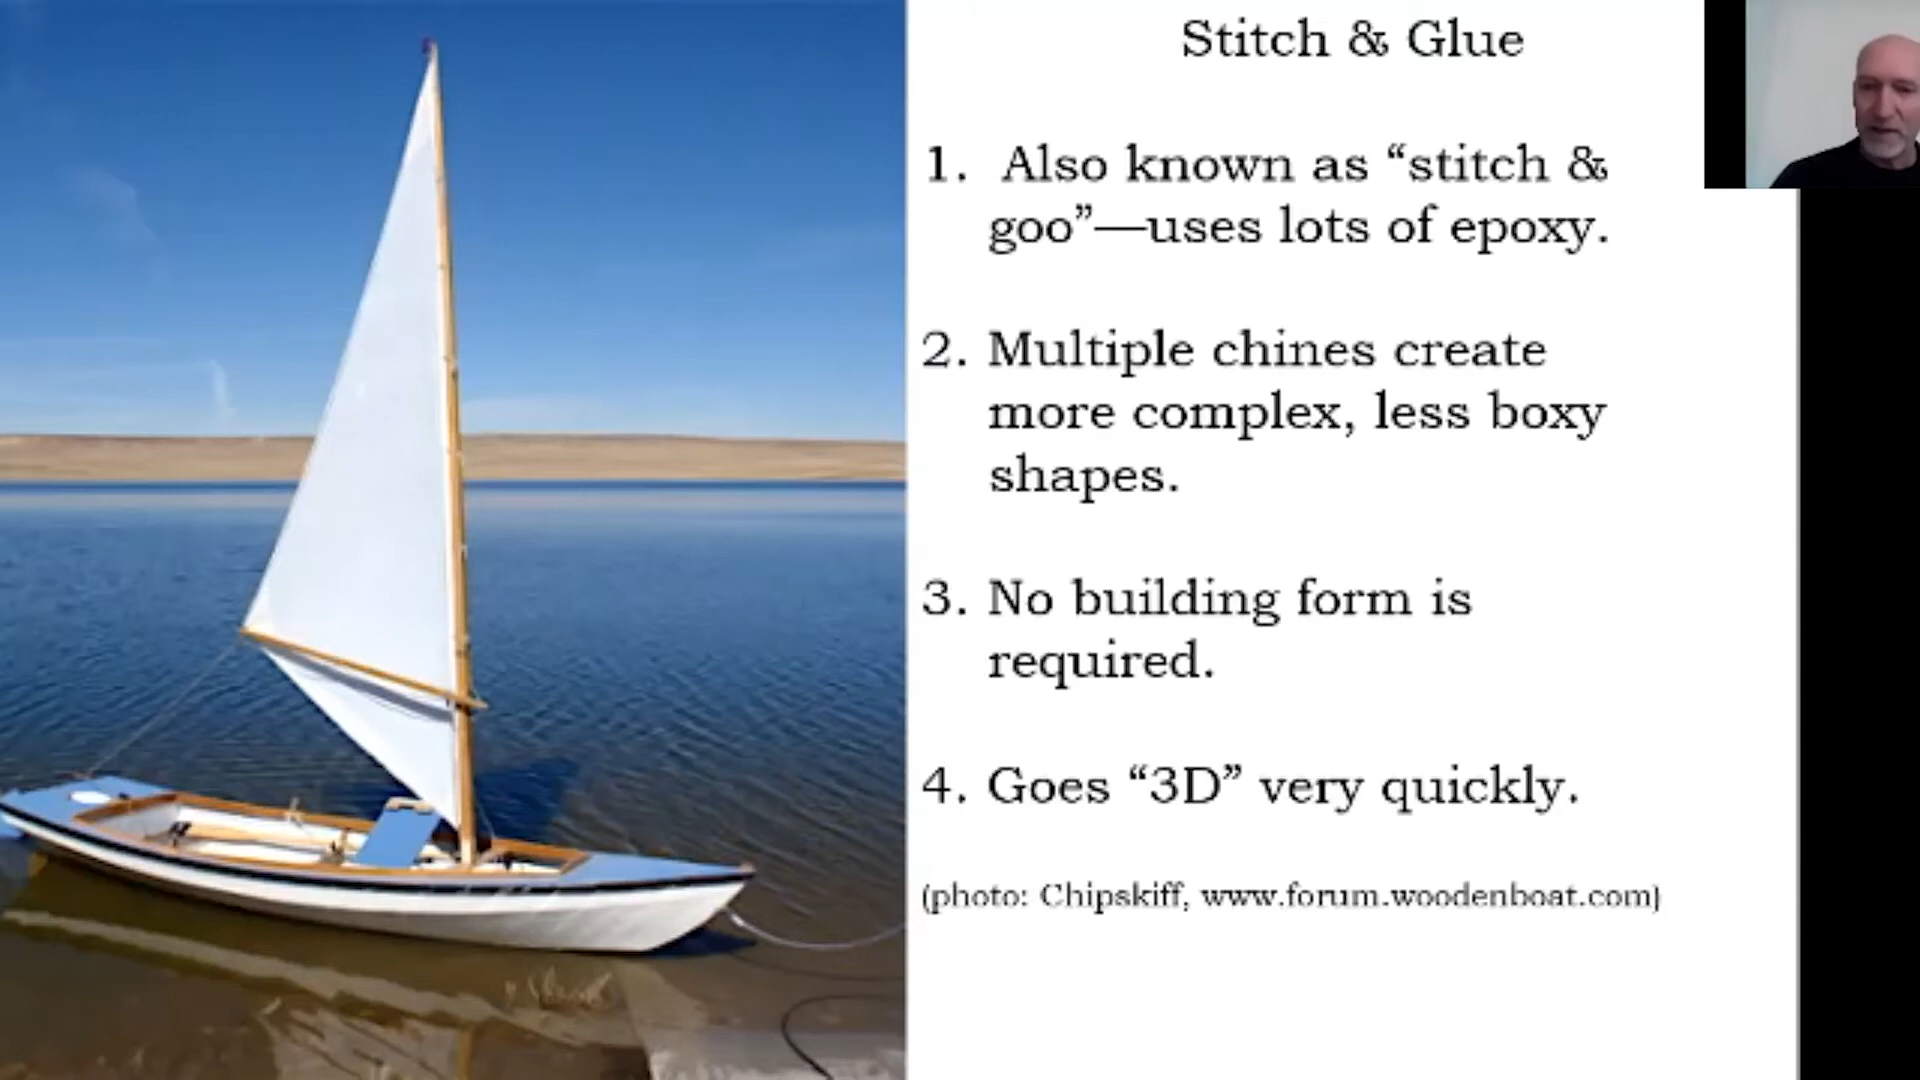 Stitch & Glue
1. Also known as “stitch &
goo”—uses lots of epoxy.
2. Multiple chines create
more complex, less boxy
shapes.
3. No building form is
required.
4. Goes “3D” very quickly.
(photo: Chipskiff, www.forum.woodenboat.com)